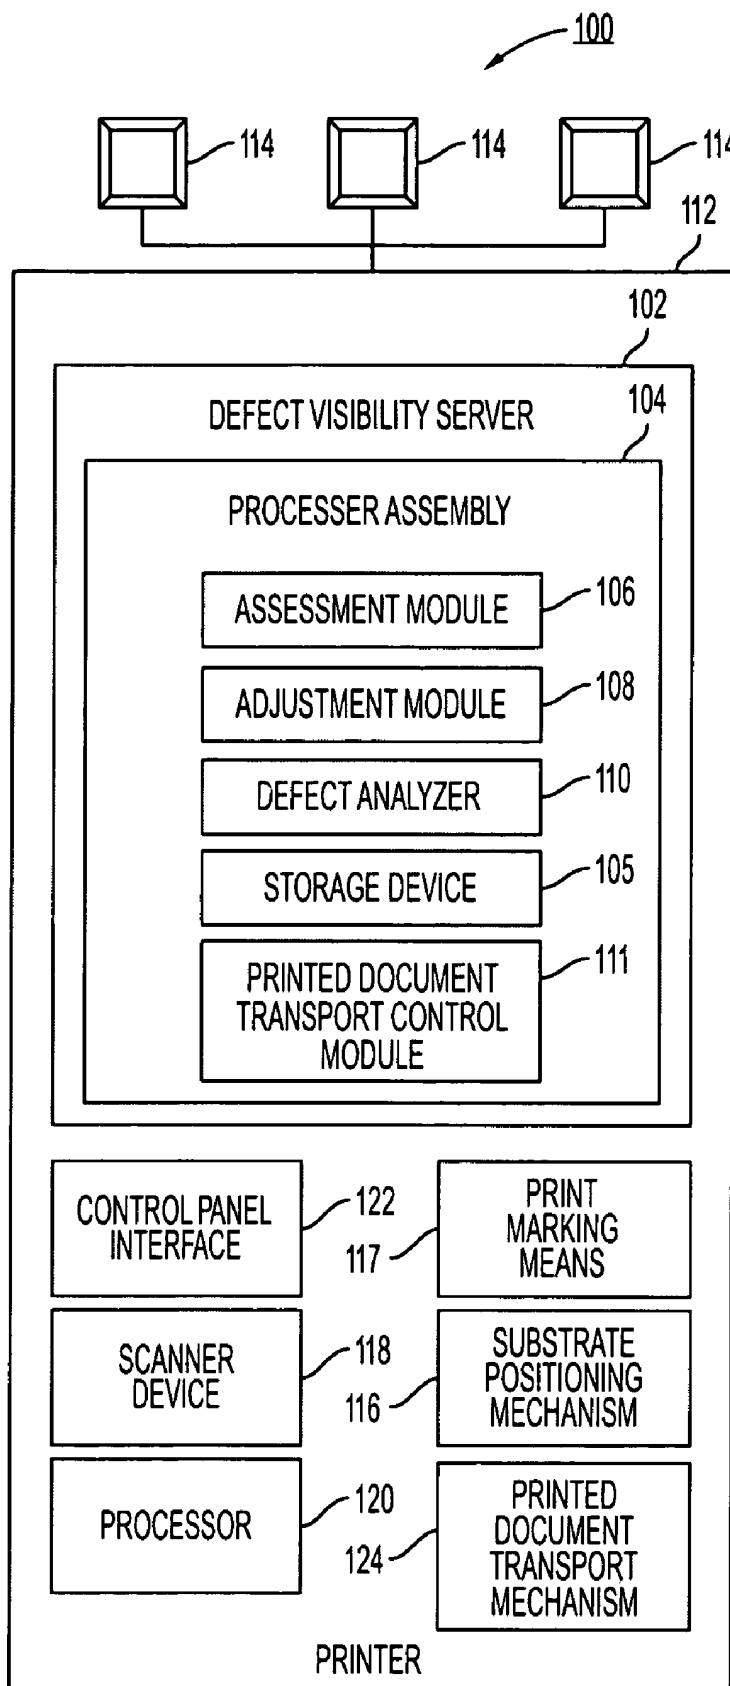 100
114
114
114
112
102
DEFECT VISIBILITY SERVER
104
PROCESSER ASSEMBLY
ASSESSMENT MODULE
106
ADJUSTMENT MODULE
108
DEFECT ANALYZER
110
STORAGE DEVICE
105
PRINTED DOCUMENT
TRANSPORT CONTROL
MODULE
111
CONTROL PANEL
INTERFACE
122
117
PRINT
MARKING
MEANS
SCANNER
DEVICE
118
116
SUBSTRATE
POSITIONING
MECHANISM
PROCESSOR
120
124
PRINTED
DOCUMENT
TRANSPORT
MECHANISM
PRINTER